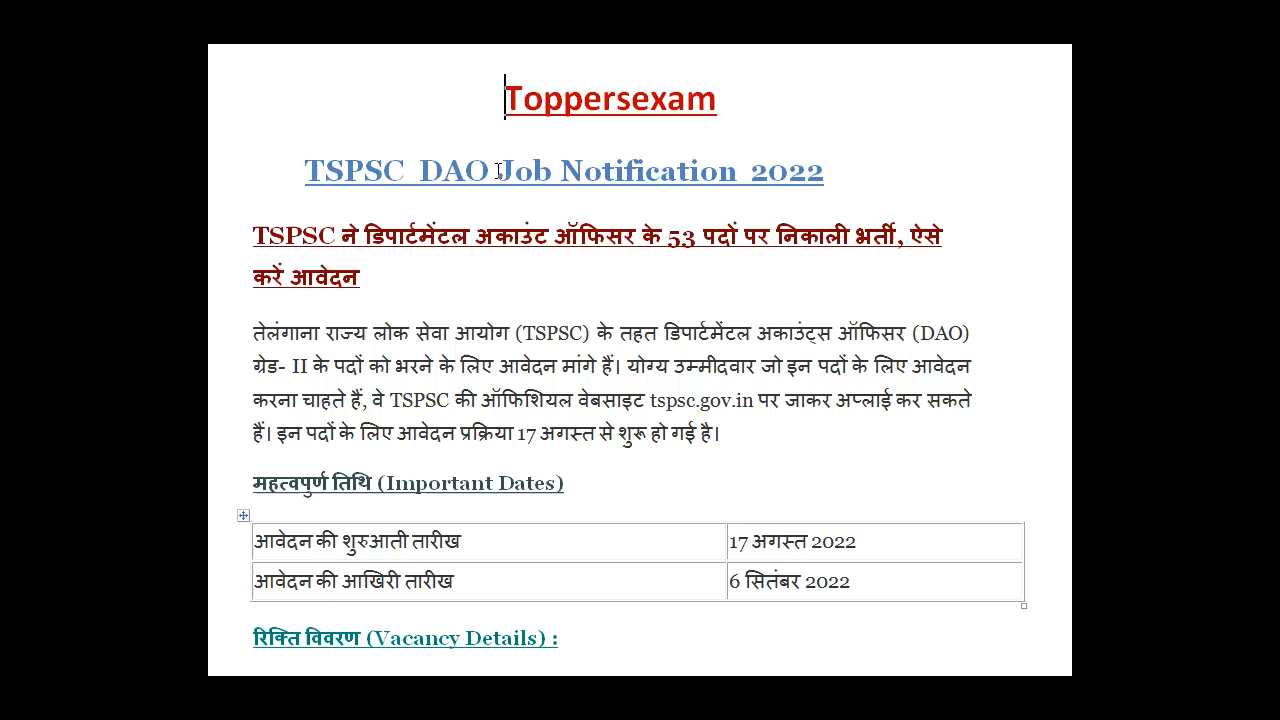 Toppersexam
TSPSC DAO Job Notification 2022
TSPSC ने डिपार्टमेंटल अकाउंट ऑफिसर के 53 पदों पर निकाली भर्ती, ऐसे
करें आवेदन
तेलंगाना राज्य लोक सेवा आयोग (TSPSC) के तहत डिपार्टमेंटल अकाउंट्स ऑफिसर (DAO)
ग्रेड- II के पदों को भरने के लिए आवेदन मांगे हैं। योग्य उम्मीदवार जो इन पदों के लिए आवेदन
करना चाहते हैं, वे TSPSC की ऑफिशियल वेबसाइट tspsc.gov.in पर जाकर अप्लाई कर सकते
हैं। इन पदों के लिए आवेदन प्रक्रिया 17 अगस्त से शुरू हो गई है।
महत्वपुर्ण तिथि (Important Dates)
आवेदन की शुरुआती तारीख 17 अगस्त 2022
आवेदन की आखिरी तारीख 6 सितंबर 2022
रिक्ति विवरण (Vacancy Details) :